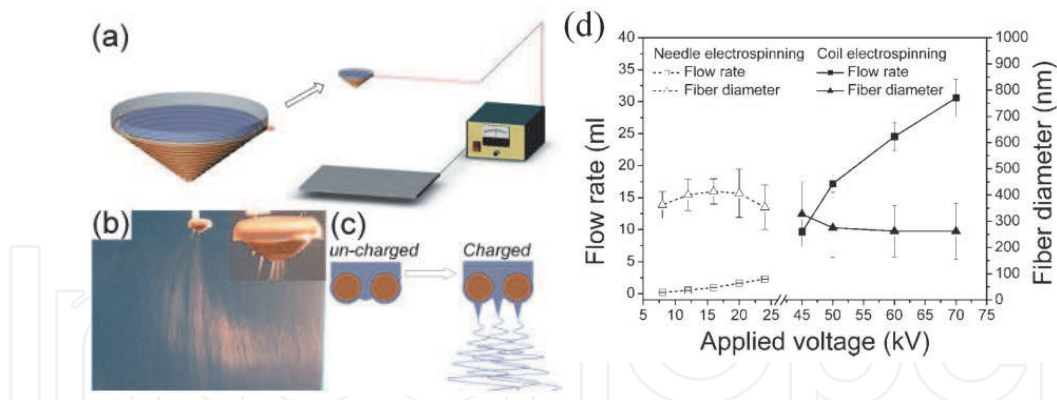 (a)
(b)
(c)
un-charged
Charged
(d)
Needle electrospinning Coil electrospinning
Flow rate Flow rate
Fiber diameter Fiber diameter
Flow rate (ml
40
35
30
25
20
15
10
5
0
Fiber diameter (nm)
1000
900
800
700
600
500
400
300
200
100
0
5 10 15 20 25 45 50 55 60 65 70 75
Applied voltage (kV)